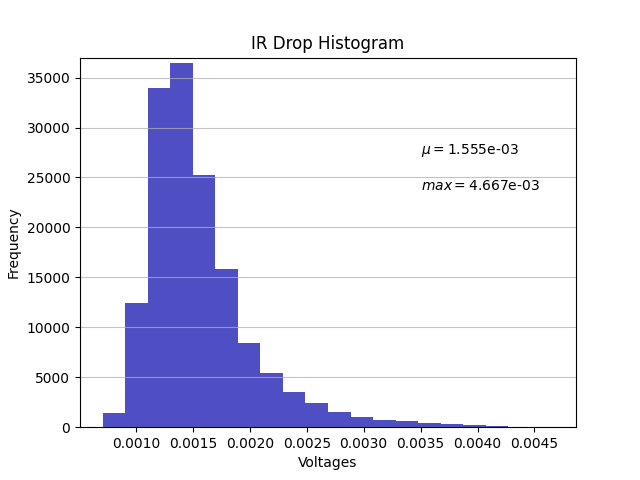 IR Drop Histogram
35000
30000
25000
20000
15000
10000
5000
0
Frequency
μ = 1.555e-03
max = 4.667e-03
0.0010 0.0015 0.0020 0.0025 0.0030 0.0035 0.0040 0.0045
Voltages